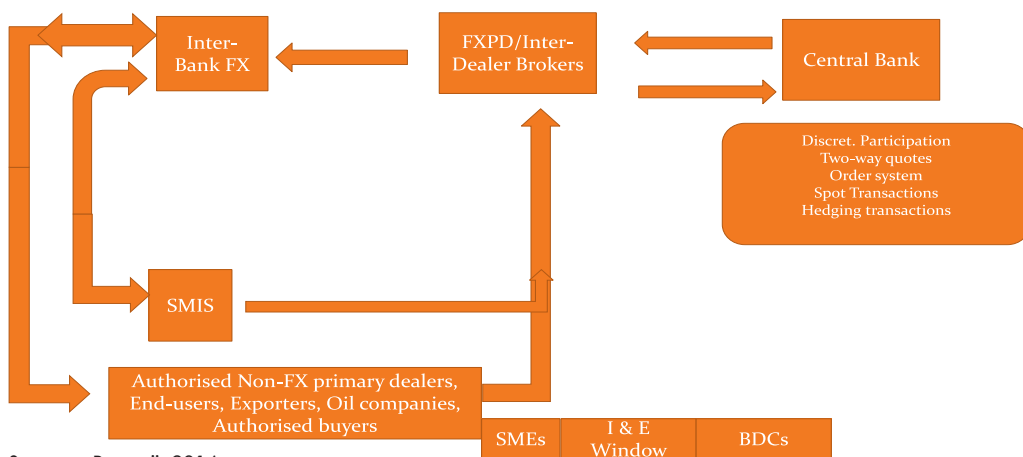 Inter-
Bank FX
FXPD/Inter-
Dealer Brokers
Central Bank
Discret. Participation
Two-way quotes
Order system
Spot Transactions
Hedging transactions
SMIS
Authorised Non-FX primary dealers,
End-users, Exporters, Oil companies,
Authorised buyers
SMEs
I & E
Window
BDCs